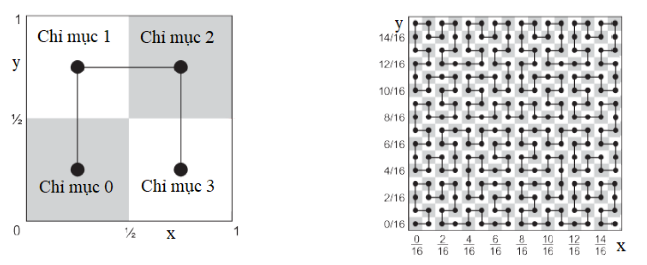 1
Chỉ mục 1
Chỉ mục 2
y
½
Chỉ mục 0
Chỉ mục 3
0
½
x
1
y
14/16
12/16
10/16
8/16
6/16
4/16
2/16
0/16
0/16 2/16 4/16 6/16 8/16 10/16 12/16 14/16
x